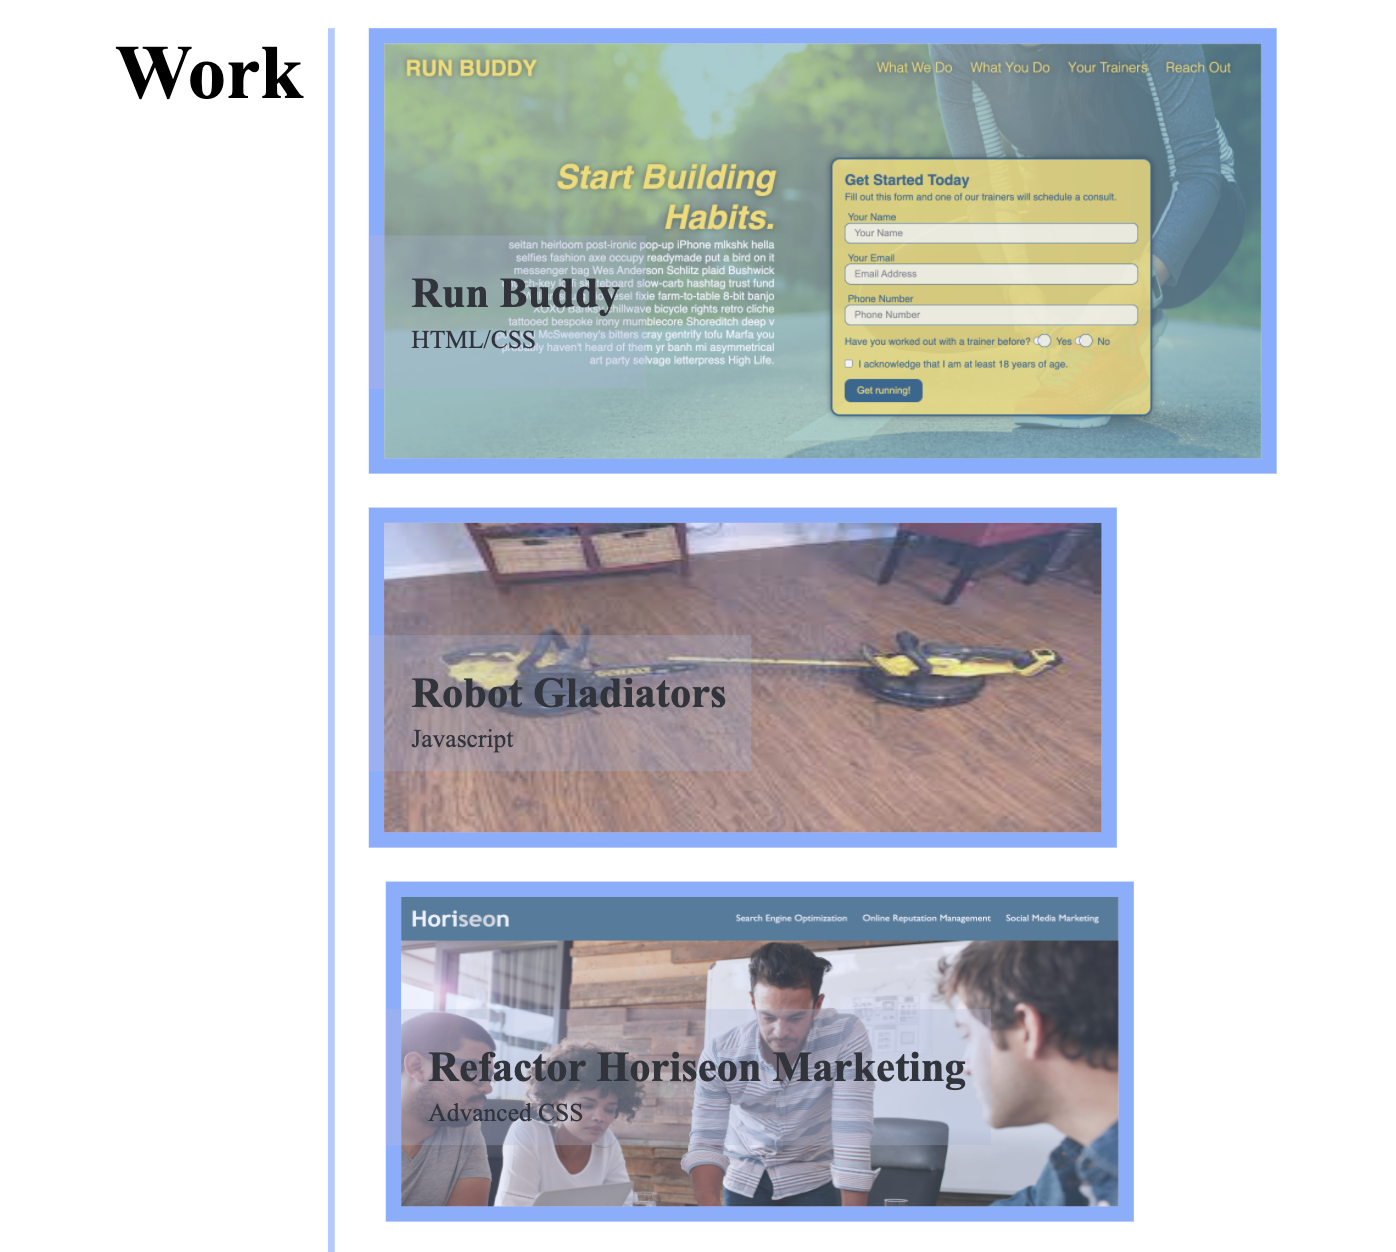 Work
RUN BUDDY
What We Do What You Do Your Trainers Reach Out
Start Building
Habits.
seitan heirloom post-ironic pop-up iPhone mlkshk hella
selfies fashion axe occupy readymade put a bird on it
messenger bag Wes Anderson Schlitz plaid Bushwick
skateboard slow-carb hashtag trust fund
fixie farm-to-table 8-bit banjo
XOXO Banksy chillwave bicycle rights retro cliche
tattooed bespoke irony mumblecore Shoreditch deep v
McSweeney's bitters cray gentrify tofu Marfa you
haven't heard of them yr banh mi asymmetrical
art party selvage letterpress High Life.
Run Buddy
HTML/CSS
Get Started Today
Fill out this form and one of our trainers will schedule a consult.
Your Name
Your Name
Your Email
Email Address
Phone Number
Phone Number
Have you worked out with a trainer before? Yes No
I acknowledge that I am at least 18 years of age.
Get running!
Robot Gladiators
Javascript
Horiseon
Search Engine Optimization Online Reputation Management Social Media Marketing
Refactor Horiseon Marketing
Advanced CSS